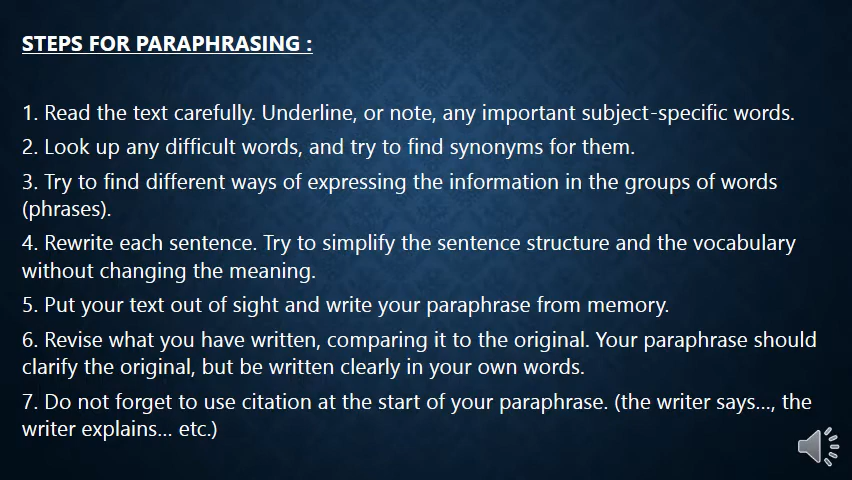 STEPS FOR PARAPHRASING :
1. Read the text carefully. Underline, or note, any important subject-specific words.
2. Look up any difficult words, and try to find synonyms for them.
3. Try to find different ways of expressing the information in the groups of words
(phrases).
4. Rewrite each sentence. Try to simplify the sentence structure and the vocabulary
without changing the meaning.
5. Put your text out of sight and write your paraphrase from memory.
6. Revise what you have written, comparing it to the original. Your paraphrase should
clarify the original, but be written clearly in your own words.
7. Do not forget to use citation at the start of your paraphrase. (the writer says..., the
writer explains... etc.)